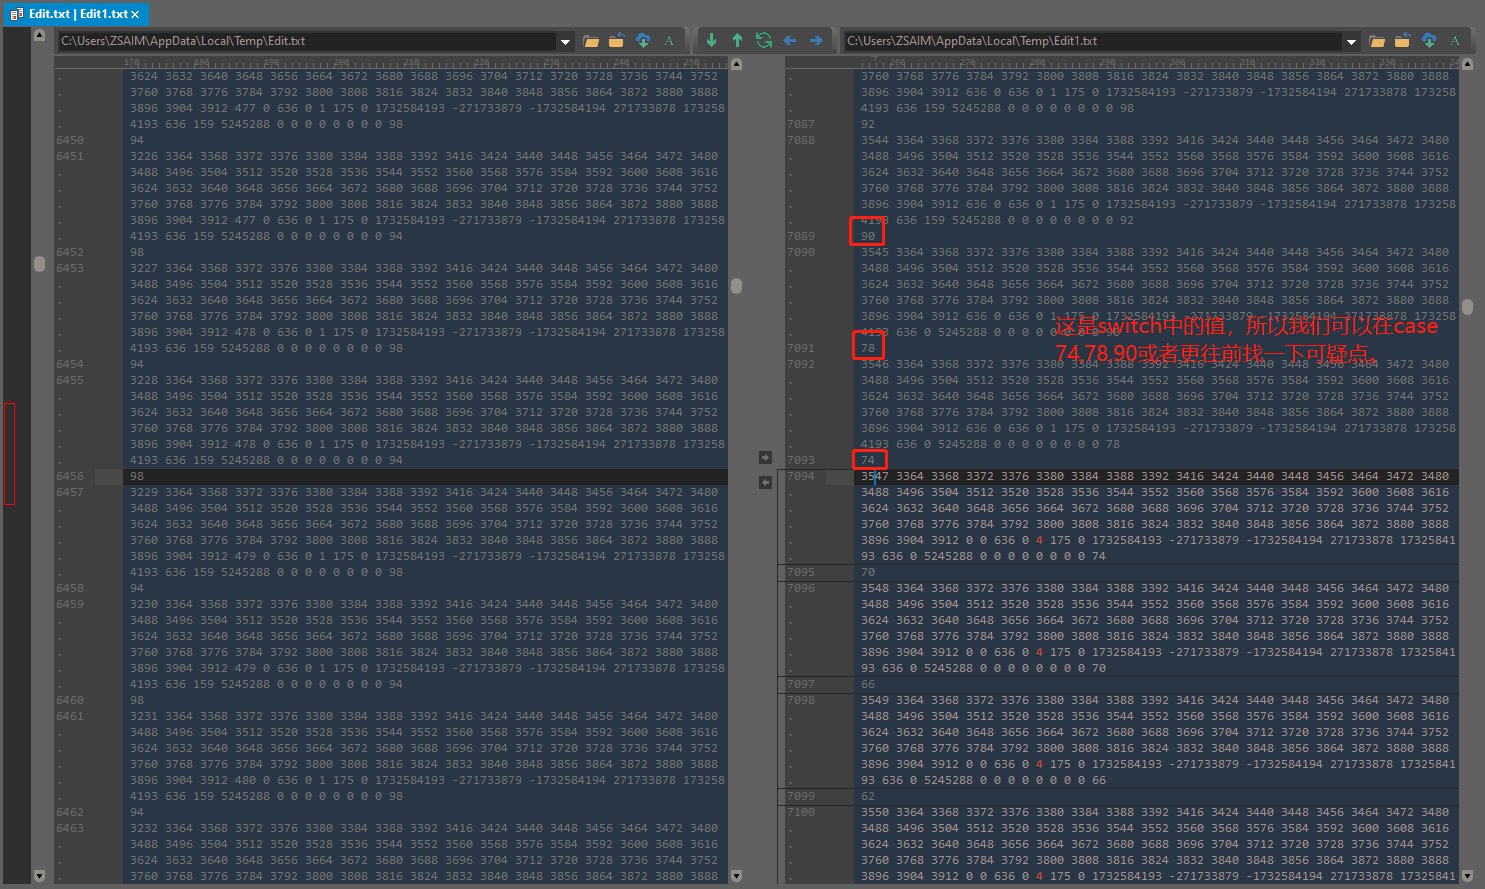 Edit.txt | Edit1.txt ×
C:\Users\ZSAIM\AppData\Local\Temp\Edit.txt
C:\Users\ZSAIM\AppData\Local\Temp\Edit1.txt
170 180 190 200 210 220 230 240 250
3624 3632 3640 3648 3656 3664 3672 3680 3688 3696 3704 3712 3720 3728 3736 3744 3752
3760 3768 3776 3784 3792 3800 3808 3816 3824 3832 3840 3848 3856 3864 3872 3880 3888
3896 3904 3912 477 0 636 0 1 175 0 1732584193 -271733879 -1732584194 271733878 173258
4193 636 159 5245288 0 0 0 0 0 0 0 0 98
6450 94
6451 3226 3364 3368 3372 3376 3380 3384 3388 3392 3416 3424 3440 3448 3456 3464 3472 3480
3488 3496 3504 3512 3520 3528 3536 3544 3552 3560 3568 3576 3584 3592 3600 3608 3616
3624 3632 3640 3648 3656 3664 3672 3680 3688 3696 3704 3712 3720 3728 3736 3744 3752
3760 3768 3776 3784 3792 3800 3808 3816 3824 3832 3840 3848 3856 3864 3872 3880 3888
3896 3904 3912 477 0 636 0 1 175 0 1732584193 -271733879 -1732584194 271733878 173258
4193 636 159 5245288 0 0 0 0 0 0 0 0 94
6452 98
6453 3227 3364 3368 3372 3376 3380 3384 3388 3392 3416 3424 3440 3448 3456 3464 3472 3480
3488 3496 3504 3512 3520 3528 3536 3544 3552 3560 3568 3576 3584 3592 3600 3608 3616
3624 3632 3640 3648 3656 3664 3672 3680 3688 3696 3704 3712 3720 3728 3736 3744 3752
3760 3768 3776 3784 3792 3800 3808 3816 3824 3832 3840 3848 3856 3864 3872 3880 3888
3896 3904 3912 478 0 636 0 1 175 0 1732584193 -271733879 -1732584194 271733878 173258
4193 636 159 5245288 0 0 0 0 0 0 0 0 98
6454 94
6455 3228 3364 3368 3372 3376 3380 3384 3388 3392 3416 3424 3440 3448 3456 3464 3472 3480
3488 3496 3504 3512 3520 3528 3536 3544 3552 3560 3568 3576 3584 3592 3600 3608 3616
3624 3632 3640 3648 3656 3664 3672 3680 3688 3696 3704 3712 3720 3728 3736 3744 3752
3760 3768 3776 3784 3792 3800 3808 3816 3824 3832 3840 3848 3856 3864 3872 3880 3888
3896 3904 3912 478 0 636 0 1 175 0 1732584193 -271733879 -1732584194 271733878 173258
4193 636 159 5245288 0 0 0 0 0 0 0 0 94
6456 98
6457 3229 3364 3368 3372 3376 3380 3384 3388 3392 3416 3424 3440 3448 3456 3464 3472 3480
3488 3496 3504 3512 3520 3528 3536 3544 3552 3560 3568 3576 3584 3592 3600 3608 3616
3624 3632 3640 3648 3656 3664 3672 3680 3688 3696 3704 3712 3720 3728 3736 3744 3752
3760 3768 3776 3784 3792 3800 3808 3816 3824 3832 3840 3848 3856 3864 3872 3880 3888
3896 3904 3912 479 0 636 0 1 175 0 1732584193 -271733879 -1732584194 271733878 173258
4193 636 159 5245288 0 0 0 0 0 0 0 0 98
6458 94
6459 3230 3364 3368 3372 3376 3380 3384 3388 3392 3416 3424 3440 3448 3456 3464 3472 3480
3488 3496 3504 3512 3520 3528 3536 3544 3552 3560 3568 3576 3584 3592 3600 3608 3616
3624 3632 3640 3648 3656 3664 3672 3680 3688 3696 3704 3712 3720 3728 3736 3744 3752
3760 3768 3776 3784 3792 3800 3808 3816 3824 3832 3840 3848 3856 3864 3872 3880 3888
3896 3904 3912 479 0 636 0 1 175 0 1732584193 -271733879 -1732584194 271733878 173258
4193 636 159 5245288 0 0 0 0 0 0 0 0 94
6460 98
6461 3231 3364 3368 3372 3376 3380 3384 3388 3392 3416 3424 3440 3448 3456 3464 3472 3480
3488 3496 3504 3512 3520 3528 3536 3544 3552 3560 3568 3576 3584 3592 3600 3608 3616
3624 3632 3640 3648 3656 3664 3672 3680 3688 3696 3704 3712 3720 3728 3736 3744 3752
3760 3768 3776 3784 3792 3800 3808 3816 3824 3832 3840 3848 3856 3864 3872 3880 3888
3896 3904 3912 480 0 636 0 1 175 0 1732584193 -271733879 -1732584194 271733878 173258
4193 636 159 5245288 0 0 0 0 0 0 0 0 98
6462 94
6463 3232 3364 3368 3372 3376 3380 3384 3388 3392 3416 3424 3440 3448 3456 3464 3472 3480
3488 3496 3504 3512 3520 3528 3536 3544 3552 3560 3568 3576 3584 3592 3600 3608 3616
3624 3632 3640 3648 3656 3664 3672 3680 3688 3696 3704 3712 3720 3728 3736 3744 3752
3760 3768 3776 3784 3792 3800 3808 3816 3824 3832 3840 3848 3856 3864 3872 3880 3888
260 270 280 290 300 310 320 330
3760 3768 3776 3784 3792 3800 3808 3816 3824 3832 3840 3848 3856 3864 3872 3880 3888
3896 3904 3912 636 0 636 0 1 175 0 1732584193 -271733879 -1732584194 271733878 173258
4193 636 159 5245288 0 0 0 0 0 0 0 0 98
7087 92
7088 3544 3364 3368 3372 3376 3380 3384 3388 3392 3416 3424 3440 3448 3456 3464 3472 3480
3488 3496 3504 3512 3520 3528 3536 3544 3552 3560 3568 3576 3584 3592 3600 3608 3616
3624 3632 3640 3648 3656 3664 3672 3680 3688 3696 3704 3712 3720 3728 3736 3744 3752
3760 3768 3776 3784 3792 3800 3808 3816 3824 3832 3840 3848 3856 3864 3872 3880 3888
3896 3904 3912 636 0 636 0 1 175 0 1732584193 -271733879 -1732584194 271733878 173258
4193 636 159 5245288 0 0 0 0 0 0 0 0 92
7089 90
7090 3545 3364 3368 3372 3376 3380 3384 3388 3392 3416 3424 3440 3448 3456 3464 3472 3480
3488 3496 3504 3512 3520 3528 3536 3544 3552 3560 3568 3576 3584 3592 3600 3608 3616
3624 3632 3640 3648 3656 3664 3672 3680 3688 3696 3704 3712 3720 3728 3736 3744 3752
3760 3768 3776 3784 3792 3800 3808 3816 3824 3832 3840 3848 3856 3864 3872 3880 3888
3896 3904 3912 636 0 636 0 1 175 0 1732584193 -271733879 -1732584194 271733878 173258
4193 636 0 5245288 0 0 0 0 0 0 0 0 90
这是switch中的值，所以我们可以在case
74,78,90或者更往前找一下可疑点。
7091 78
7092 3546 3364 3368 3372 3376 3380 3384 3388 3392 3416 3424 3440 3448 3456 3464 3472 3480
3488 3496 3504 3512 3520 3528 3536 3544 3552 3560 3568 3576 3584 3592 3600 3608 3616
3624 3632 3640 3648 3656 3664 3672 3680 3688 3696 3704 3712 3720 3728 3736 3744 3752
3760 3768 3776 3784 3792 3800 3808 3816 3824 3832 3840 3848 3856 3864 3872 3880 3888
3896 3904 3912 636 0 636 0 1 175 0 1732584193 -271733879 -1732584194 271733878 173258
4193 636 0 5245288 0 0 0 0 0 0 0 0 78
7093 74
7094 3547 3364 3368 3372 3376 3380 3384 3388 3392 3416 3424 3440 3448 3456 3464 3472 3480
3488 3496 3504 3512 3520 3528 3536 3544 3552 3560 3568 3576 3584 3592 3600 3608 3616
3624 3632 3640 3648 3656 3664 3672 3680 3688 3696 3704 3712 3720 3728 3736 3744 3752
3760 3768 3776 3784 3792 3800 3808 3816 3824 3832 3840 3848 3856 3864 3872 3880 3888
3896 3904 3912 0 0 636 0 4 175 0 1732584193 -271733879 -1732584194 271733878 17325841
93 636 0 5245288 0 0 0 0 0 0 0 0 74
7095 70
7096 3548 3364 3368 3372 3376 3380 3384 3388 3392 3416 3424 3440 3448 3456 3464 3472 3480
3488 3496 3504 3512 3520 3528 3536 3544 3552 3560 3568 3576 3584 3592 3600 3608 3616
3624 3632 3640 3648 3656 3664 3672 3680 3688 3696 3704 3712 3720 3728 3736 3744 3752
3760 3768 3776 3784 3792 3800 3808 3816 3824 3832 3840 3848 3856 3864 3872 3880 3888
3896 3904 3912 0 0 636 0 4 175 0 1732584193 -271733879 -1732584194 271733878 17325841
93 636 0 5245288 0 0 0 0 0 0 0 0 70
7097 66
7098 3549 3364 3368 3372 3376 3380 3384 3388 3392 3416 3424 3440 3448 3456 3464 3472 3480
3488 3496 3504 3512 3520 3528 3536 3544 3552 3560 3568 3576 3584 3592 3600 3608 3616
3624 3632 3640 3648 3656 3664 3672 3680 3688 3696 3704 3712 3720 3728 3736 3744 3752
3760 3768 3776 3784 3792 3800 3808 3816 3824 3832 3840 3848 3856 3864 3872 3880 3888
3896 3904 3912 0 0 636 0 4 175 0 1732584193 -271733879 -1732584194 271733878 17325841
93 636 0 5245288 0 0 0 0 0 0 0 0 66
7099 62
7100 3550 3364 3368 3372 3376 3380 3384 3388 3392 3416 3424 3440 3448 3456 3464 3472 3480
3488 3496 3504 3512 3520 3528 3536 3544 3552 3560 3568 3576 3584 3592 3600 3608 3616
3624 3632 3640 3648 3656 3664 3672 3680 3688 3696 3704 3712 3720 3728 3736 3744 3752
3760 3768 3776 3784 3792 3800 3808 3816 3824 3832 3840 3848 3856 3864 3872 3880 3888
3896 3904 3912 0 0 636 0 4 175 0 1732584193 -271733879 -1732584194 271733878 17325841